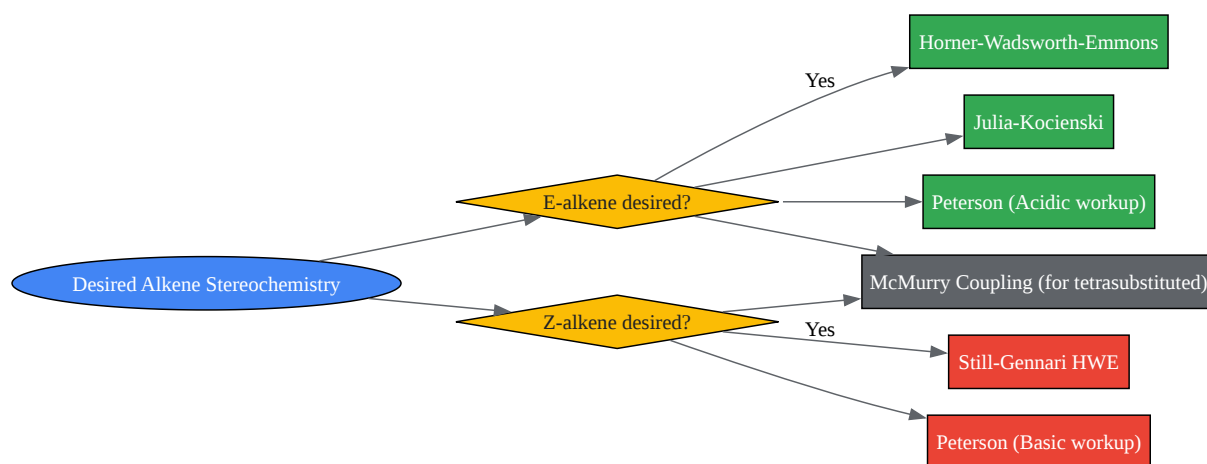 Horner-Wadsworth-Emmons
Yes
Julia-Kocienski
E-alkene desired?
Peterson (Acidic workup)
Desired Alkene Stereochemistry
McMurry Coupling (for tetrasubstituted)
Z-alkene desired?
Yes
Still-Gennari HWE
Peterson (Basic workup)